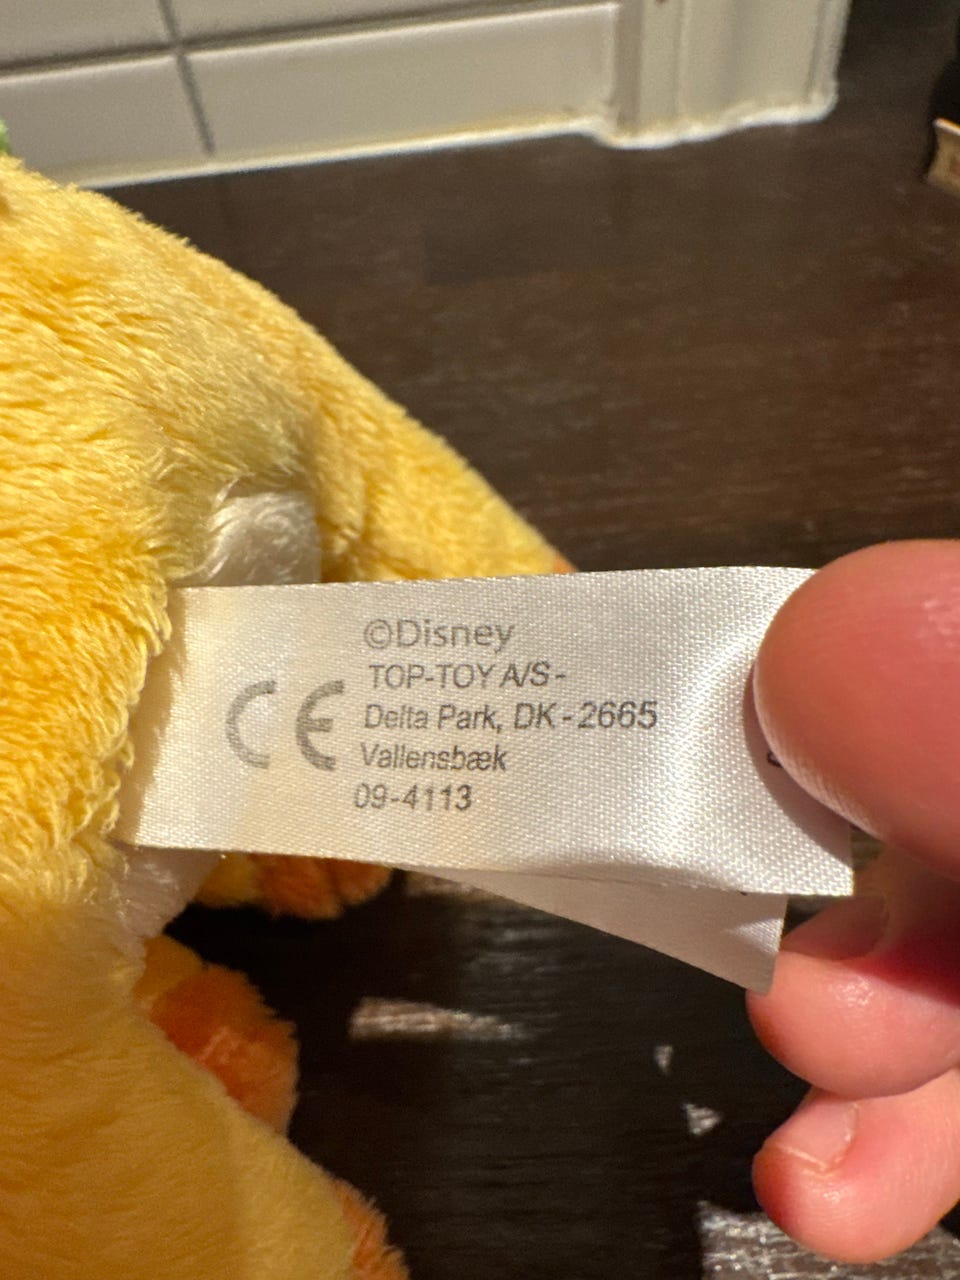 ©Disney
TOP-TOY A/S-
CE Delta Park, DK-2665
Vallensbæk
09-4113